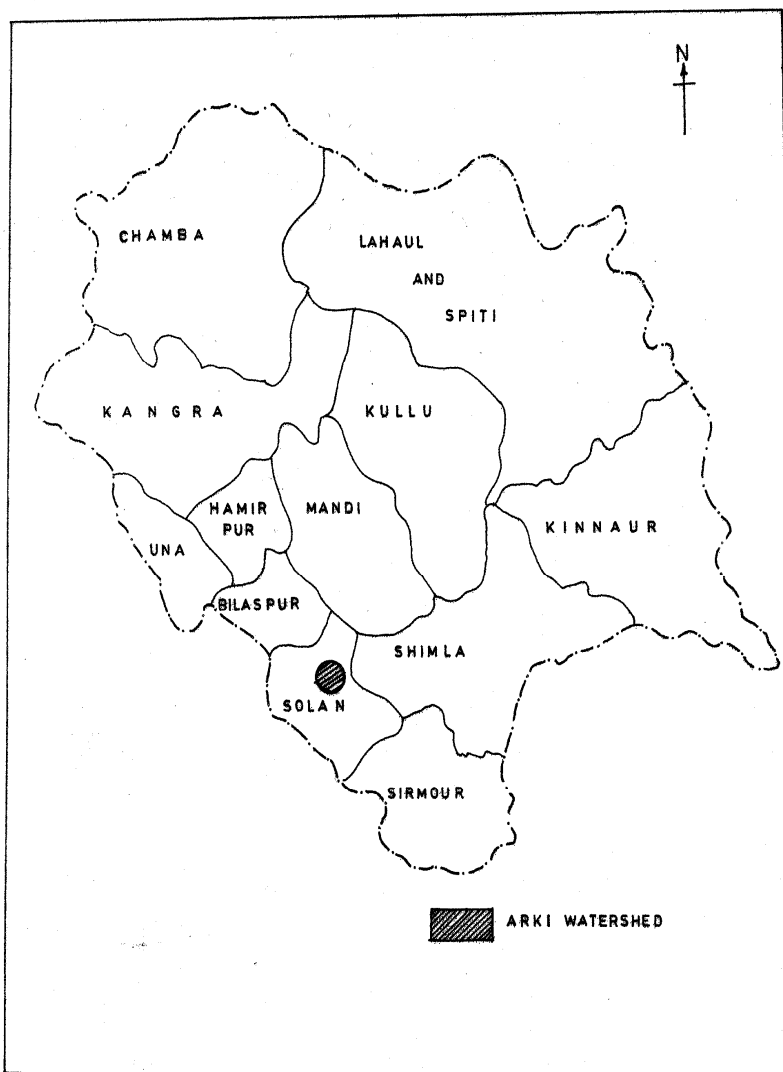 N
CHAMBA
LAHAUL
AND
SPITI
KANGRA
KULLU
HAMIR
PUR
MANDI
KINNAUR
UNA
BILASPUR
SHIMLA
SOLAN
SIRMOUR
ARKI WATERSHED